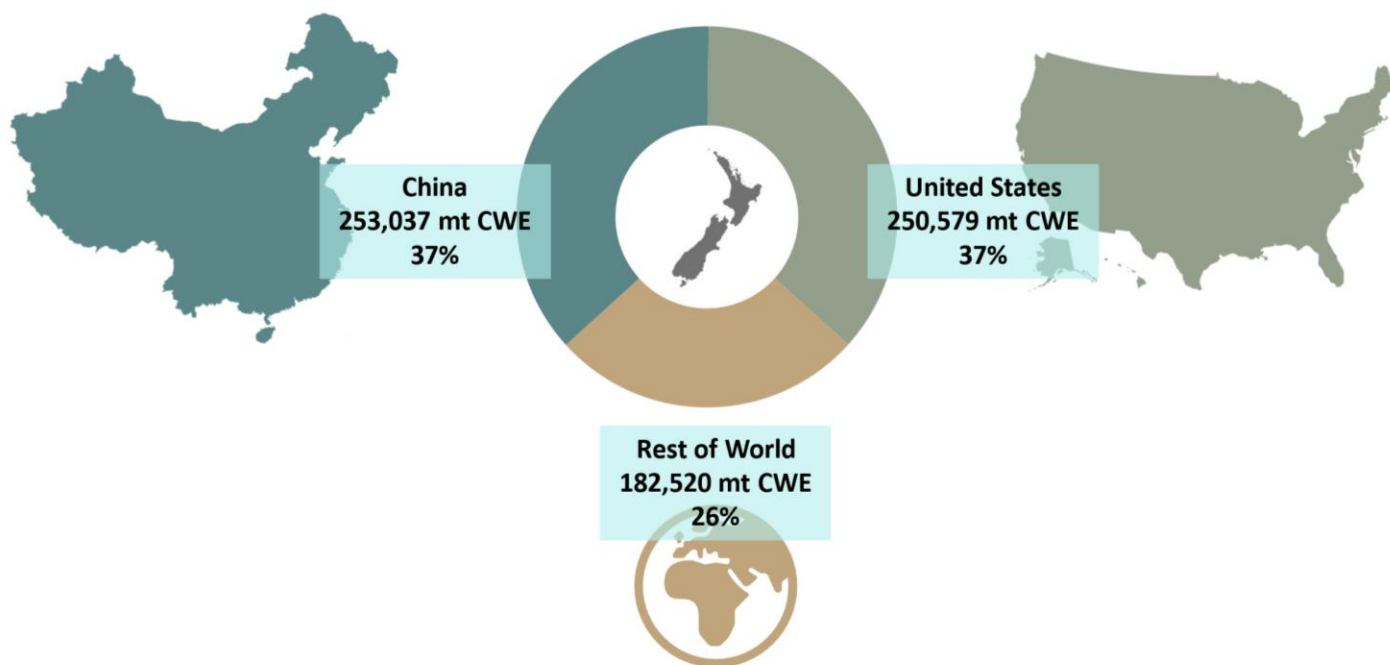 China
253,037 mt CWE
37%
United States
250,579 mt CWE
37%
Rest of World
182,520 mt CWE
26%